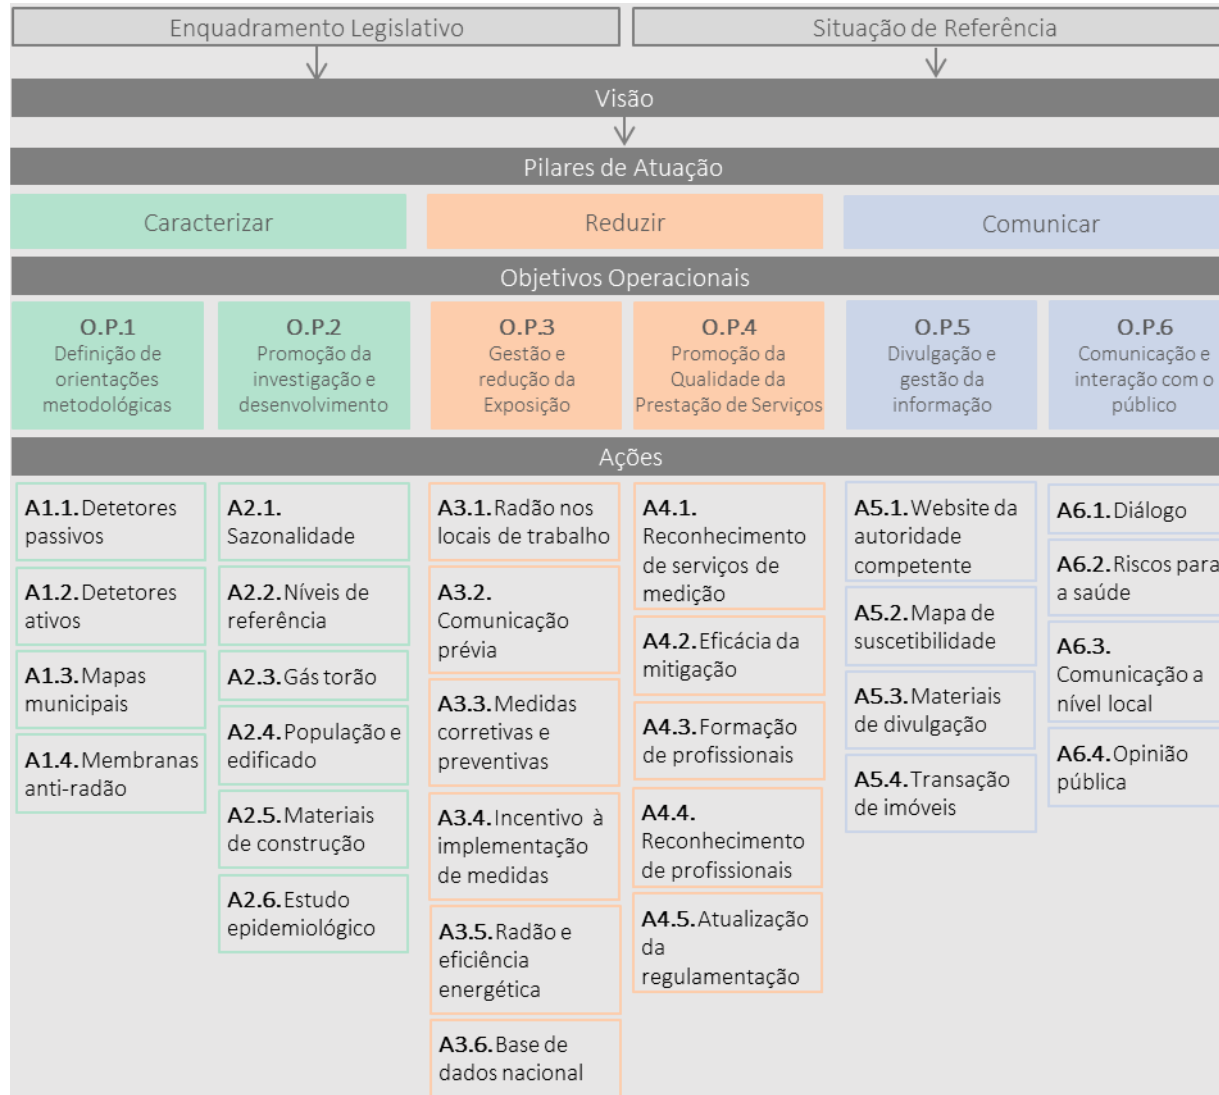 Enquadramento Legislativo
Situação de Referência
Visão
Pilares de Atuação
Caracterizar
Reduzir
Comunicar
Objetivos Operacionais
O.P.1
Definição de
orientações
metodológicas
O.P.2
Promoção da
investigação e
desenvolvimento
O.P.3
Gestão e
redução da
Exposição
O.P.4
Promoção da
Qualidade da
Prestação de Serviços
O.P.5
Divulgação e
gestão da
informação
O.P.6
Comunicação e
interação com o
público
Ações
A1.1. Detetores
passivos
A1.2. Detetores
ativos
A1.3. Mapas
municipais
A1.4. Membranas
anti-radão
A2.1.
Sazonalidade
A2.2. Níveis de
referência
A2.3. Gás torão
A2.4. População e
edificado
A2.5. Materiais
de construção
A2.6. Estudo
epidemiológico
A3.1. Radão nos
locais de trabalho
A3.2.
Comunicação
prévia
A3.3. Medidas
corretivas e
preventivas
A3.4. Incentivo à
implementação
de medidas
A3.5. Radão e
eficiência
energética
A3.6. Base de
dados nacional
A4.1.
Reconhecimento
de serviços de
medição
A4.2. Eficácia da
mitigação
A4.3. Formação
de profissionais
A4.4.
Reconhecimento
de profissionais
A4.5. Atualização
da
regulamentação
A5.1. Website da
autoridade
competente
A5.2. Mapa de
suscetibilidade
A5.3. Materiais
de divulgação
A5.4. Transação
de imóveis
A6.1. Diálogo
A6.2. Riscos para
a saúde
A6.3.
Comunicação a
nível local
A6.4. Opinião
pública